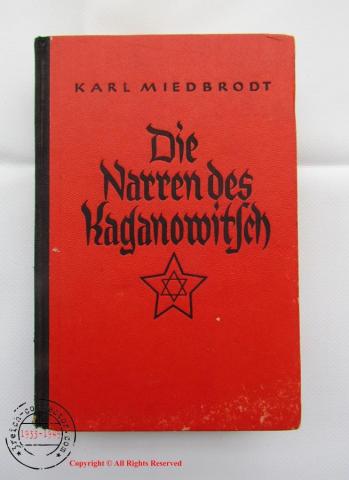 KARL MIEDBRODT
Die
Narren des
Kaganowitsch
1933-1945
Copyright © All Rights Reserved